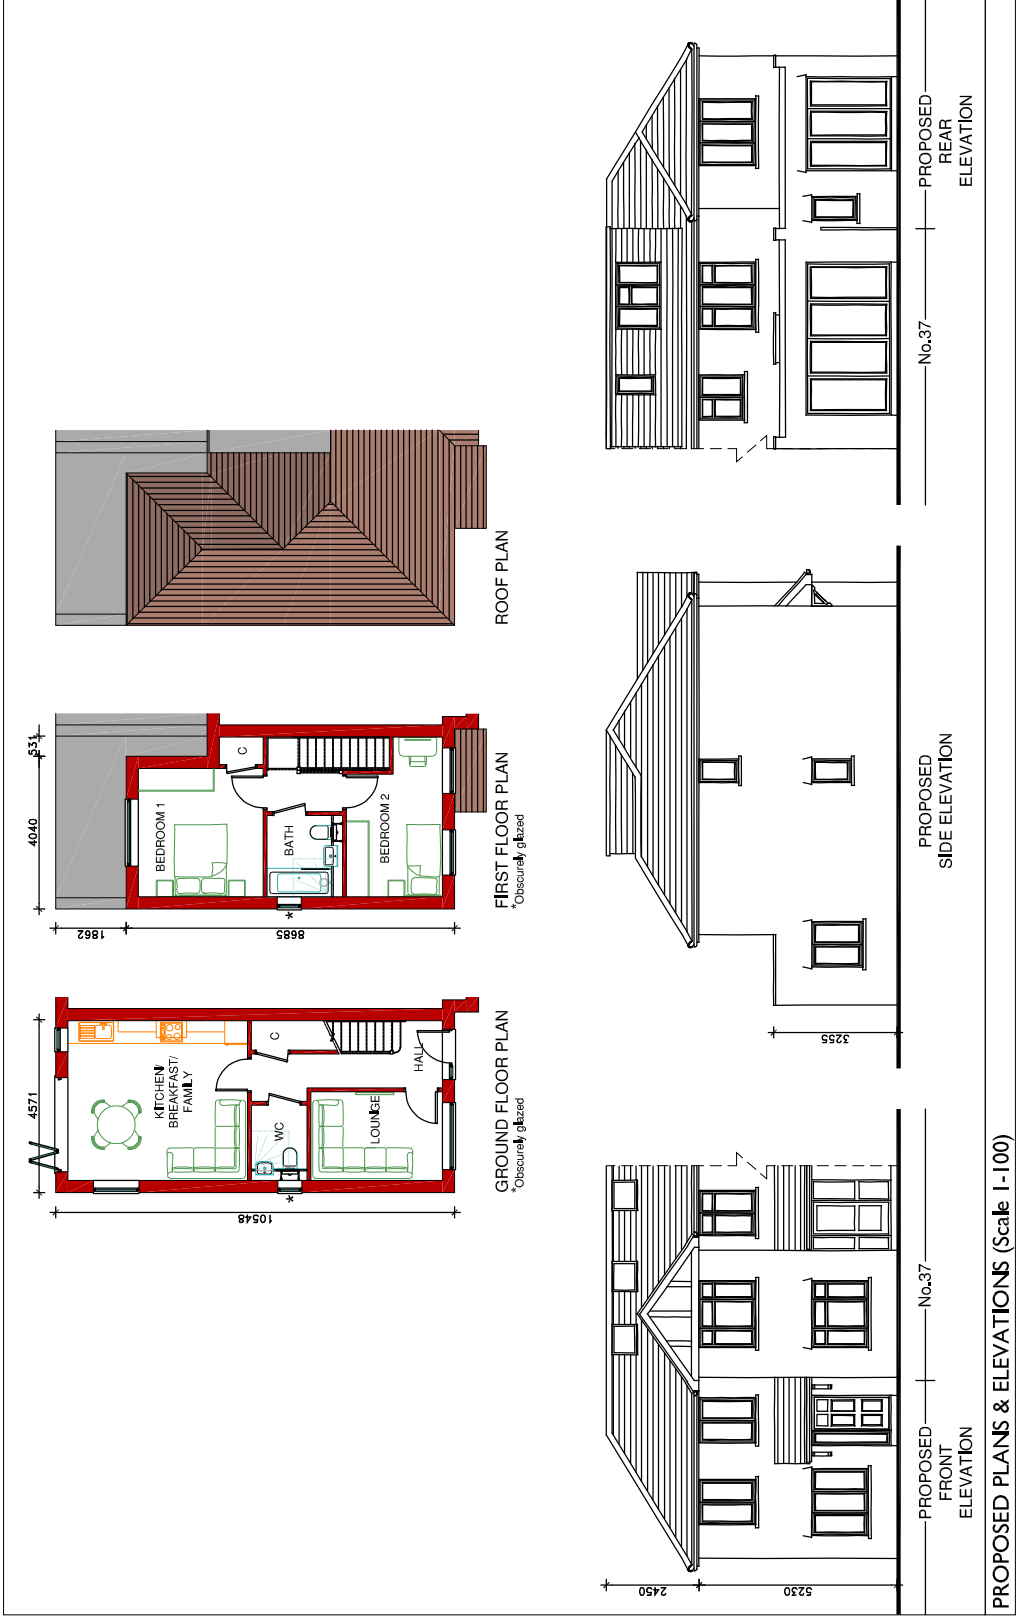 4571
10548
KITCHEN/
BREAKFAST/
FAMILY
C
WC
HALL
LOUNGE
*
GROUND FLOOR PLAN
*Obscurely glazed
4040
531
1862
8685
BEDROOM 1
C
BATH
BEDROOM 2
*
FIRST FLOOR PLAN
*Obscurely glazed
ROOF PLAN
2450
5230
PROPOSED
FRONT
ELEVATION
No.37
3255
PROPOSED
SIDE ELEVATION
No.37
PROPOSED
REAR
ELEVATION
PROPOSED PLANS & ELEVATIONS (Scale 1-100)